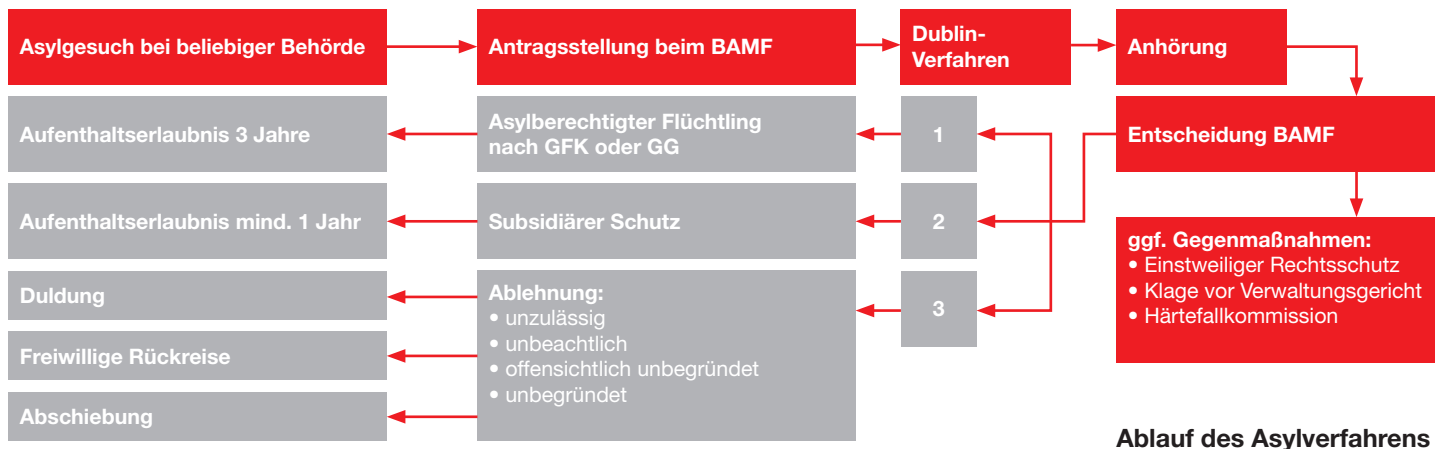 Asylgesuch bei beliebiger Behörde
Antragsstellung beim BAMF
Dublin-
Verfahren
Anhörung
Aufenthaltserlaubnis 3 Jahre
Asylberechtigter Flüchtling
nach GFK oder GG
1
Entscheidung BAMF
Aufenthaltserlaubnis mind. 1 Jahr
Subsidiärer Schutz
2
ggf. Gegenmaßnahmen:
• Einstweiliger Rechtsschutz
• Klage vor Verwaltungsgericht
• Härtefallkommission
Duldung
Freiwillige Rückreise
Abschiebung
Ablehnung:
• unzulässig
• unbeachtlich
• offensichtlich unbegründet
• unbegründet
3
Ablauf des Asylverfahrens